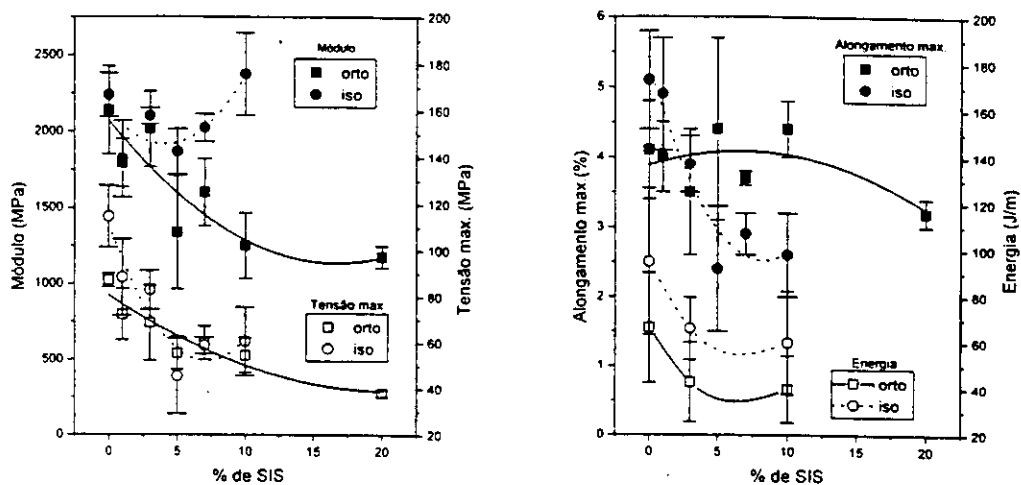 2500
2000
1500
1000
500
0
Módulo (MPa)
Módulo
orto
iso
Tensão max
orto
iso
200
180
160
140
120
100
80
60
40
20
Tensão max. (MPa)
0 5 10 15 20
% de SIS
6
5
4
3
2
1
0
Alongamento max (%)
Alongamento max.
orto
iso
Energia
orto
iso
200
180
160
140
120
100
80
60
40
20
Energia (J/m)
0 5 10 15 20
% de SIS